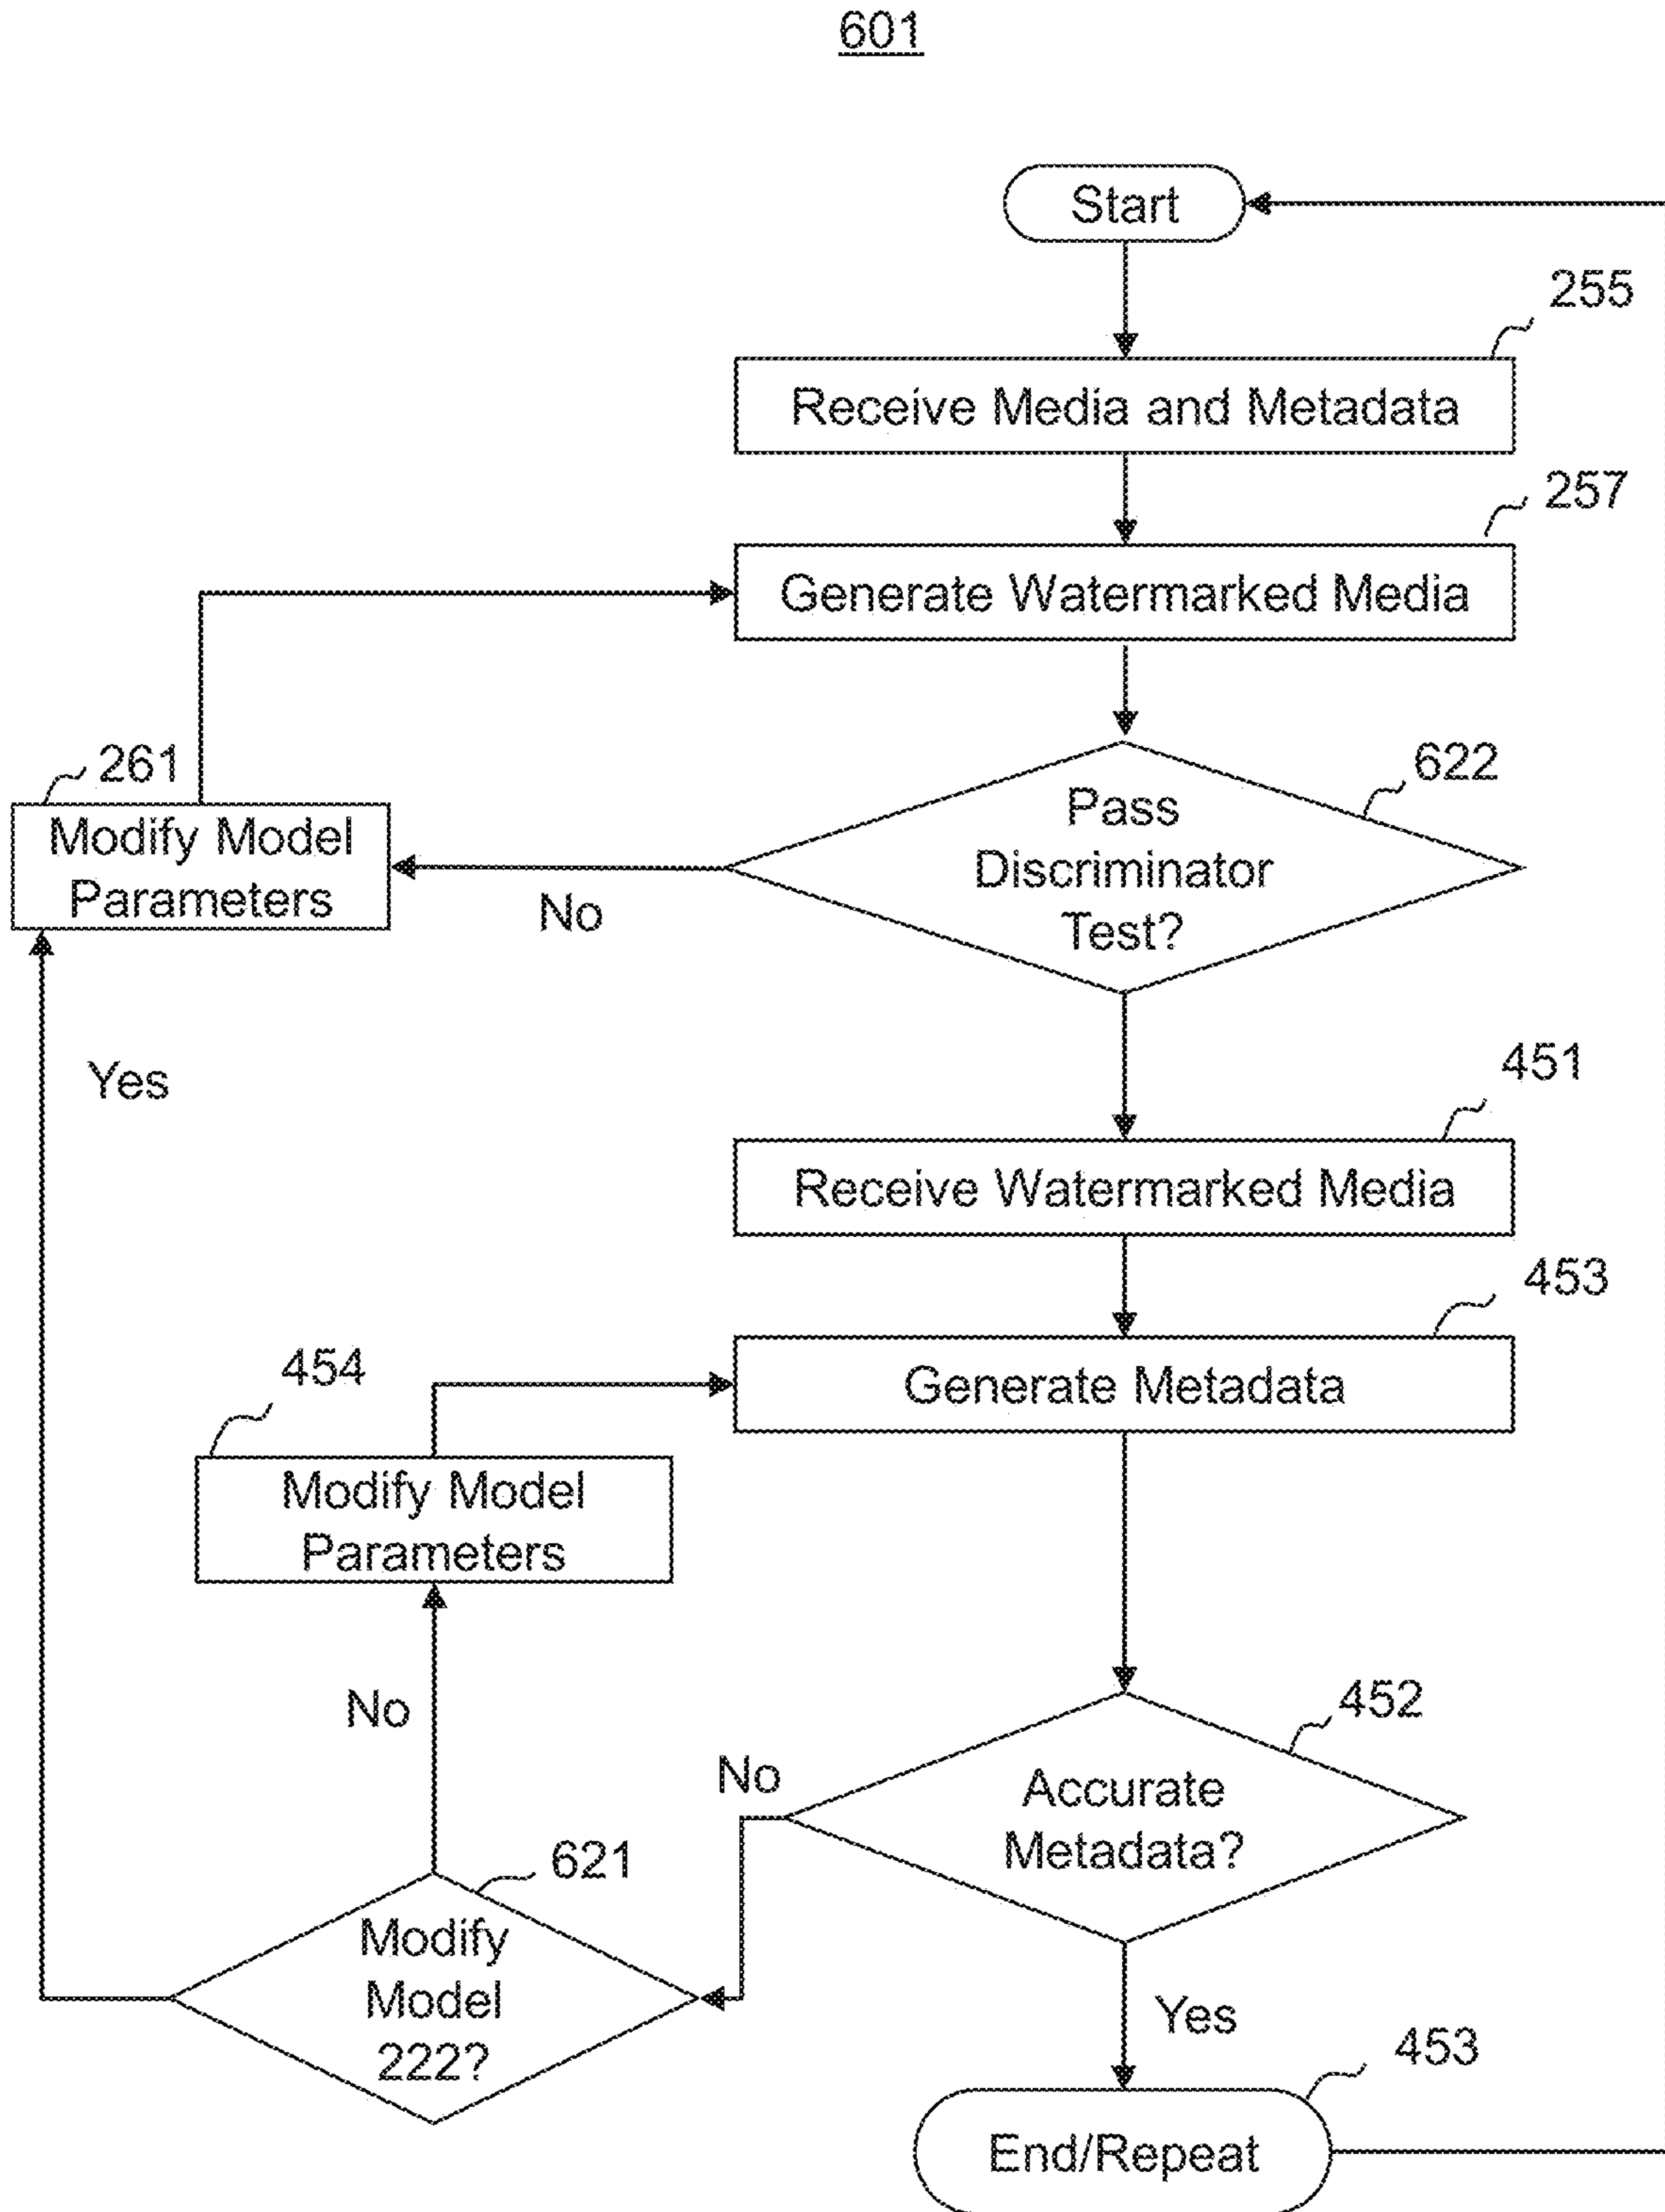 601
Start
255
Receive Media and Metadata
257
Generate Watermarked Media
261
Modify Model
Parameters
No
622
Pass
Discriminator
Test?
Yes
451
Receive Watermarked Media
453
Generate Metadata
454
Modify Model
Parameters
No
452
No
Accurate
Metadata?
621
Modify
Model
222?
Yes
453
End/Repeat